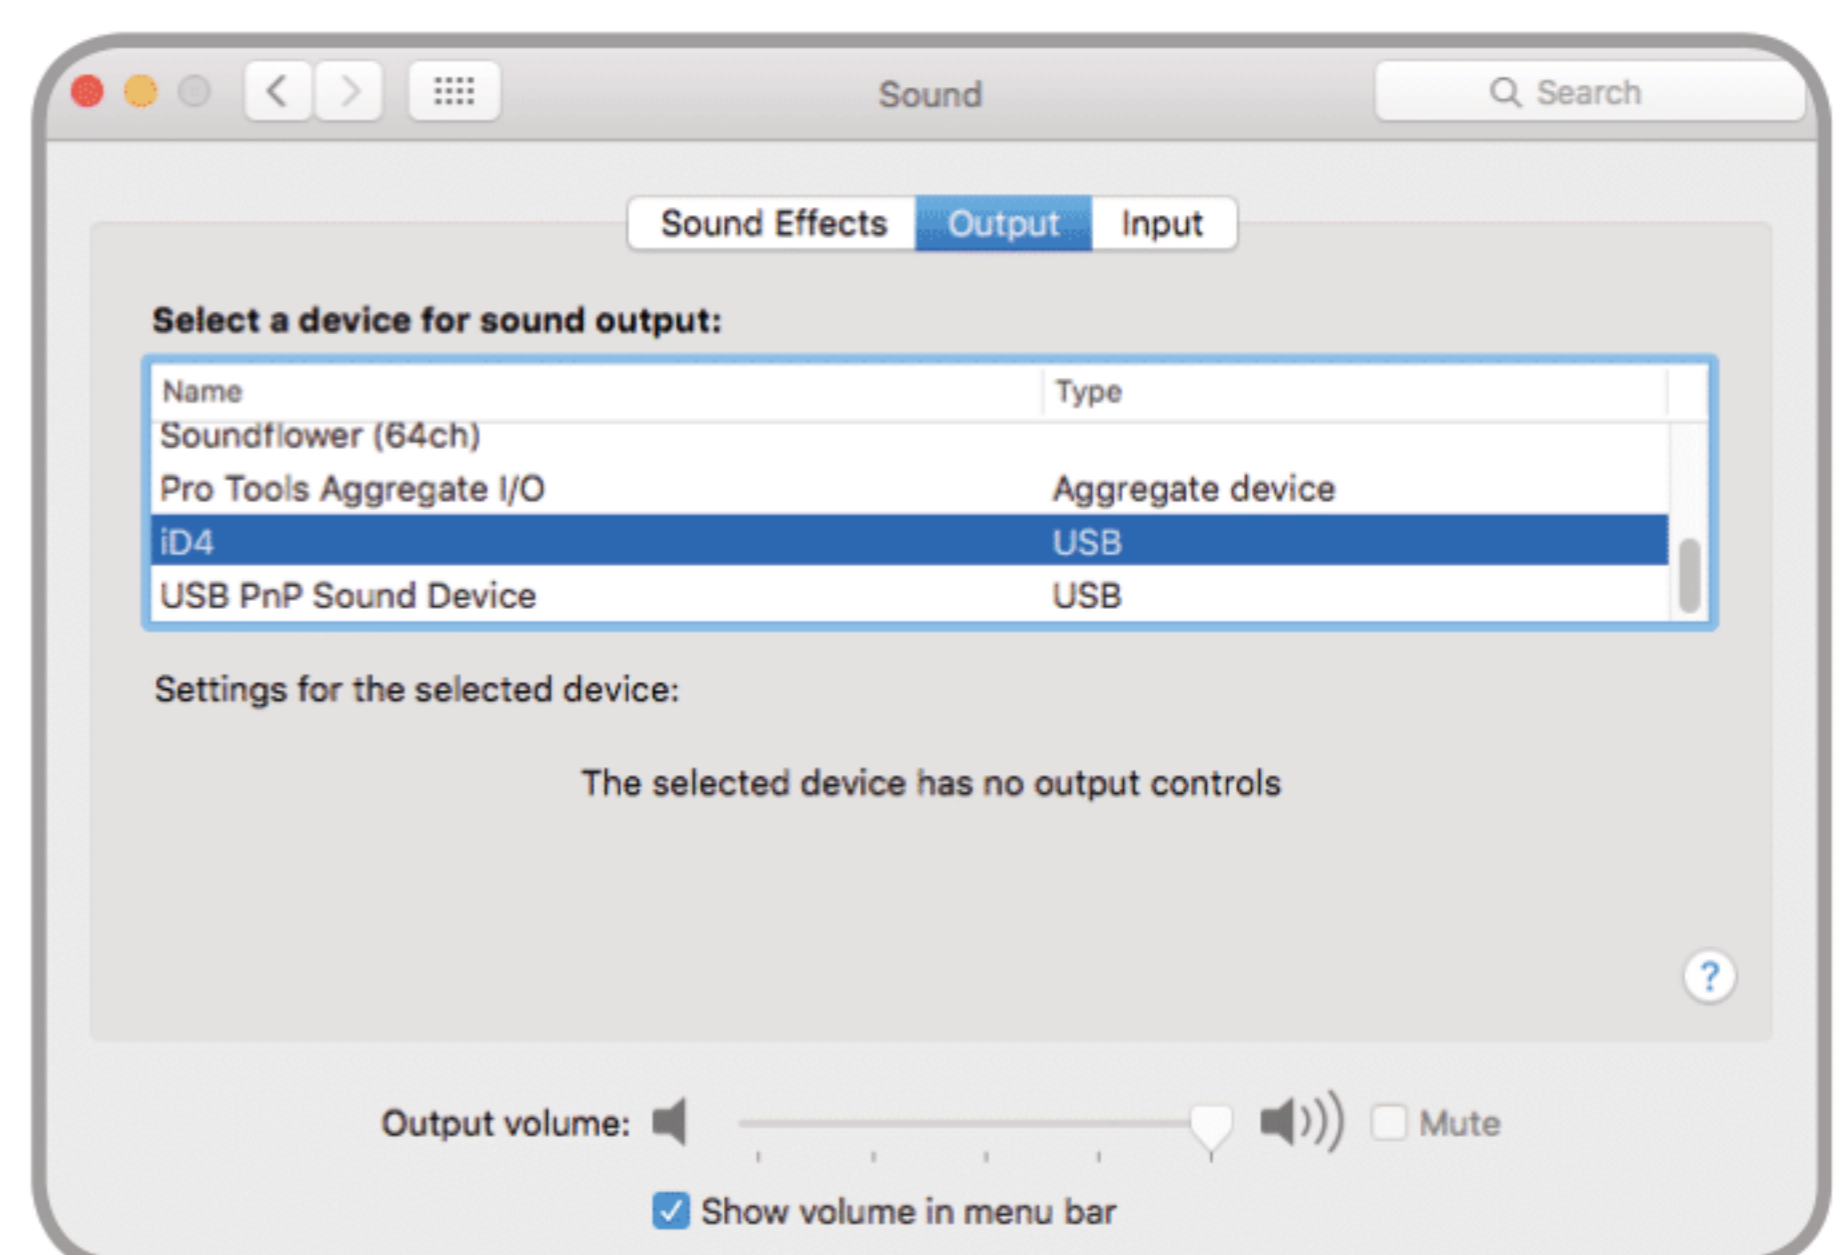 Sound
Search
Sound Effects Output Input
Select a device for sound output:
Name Type
Soundflower (64ch)
Pro Tools Aggregate I/O Aggregate device
iD4 USB
USB PnP Sound Device USB
Settings for the selected device:
The selected device has no output controls
?
Output volume: Mute
Show volume in menu bar